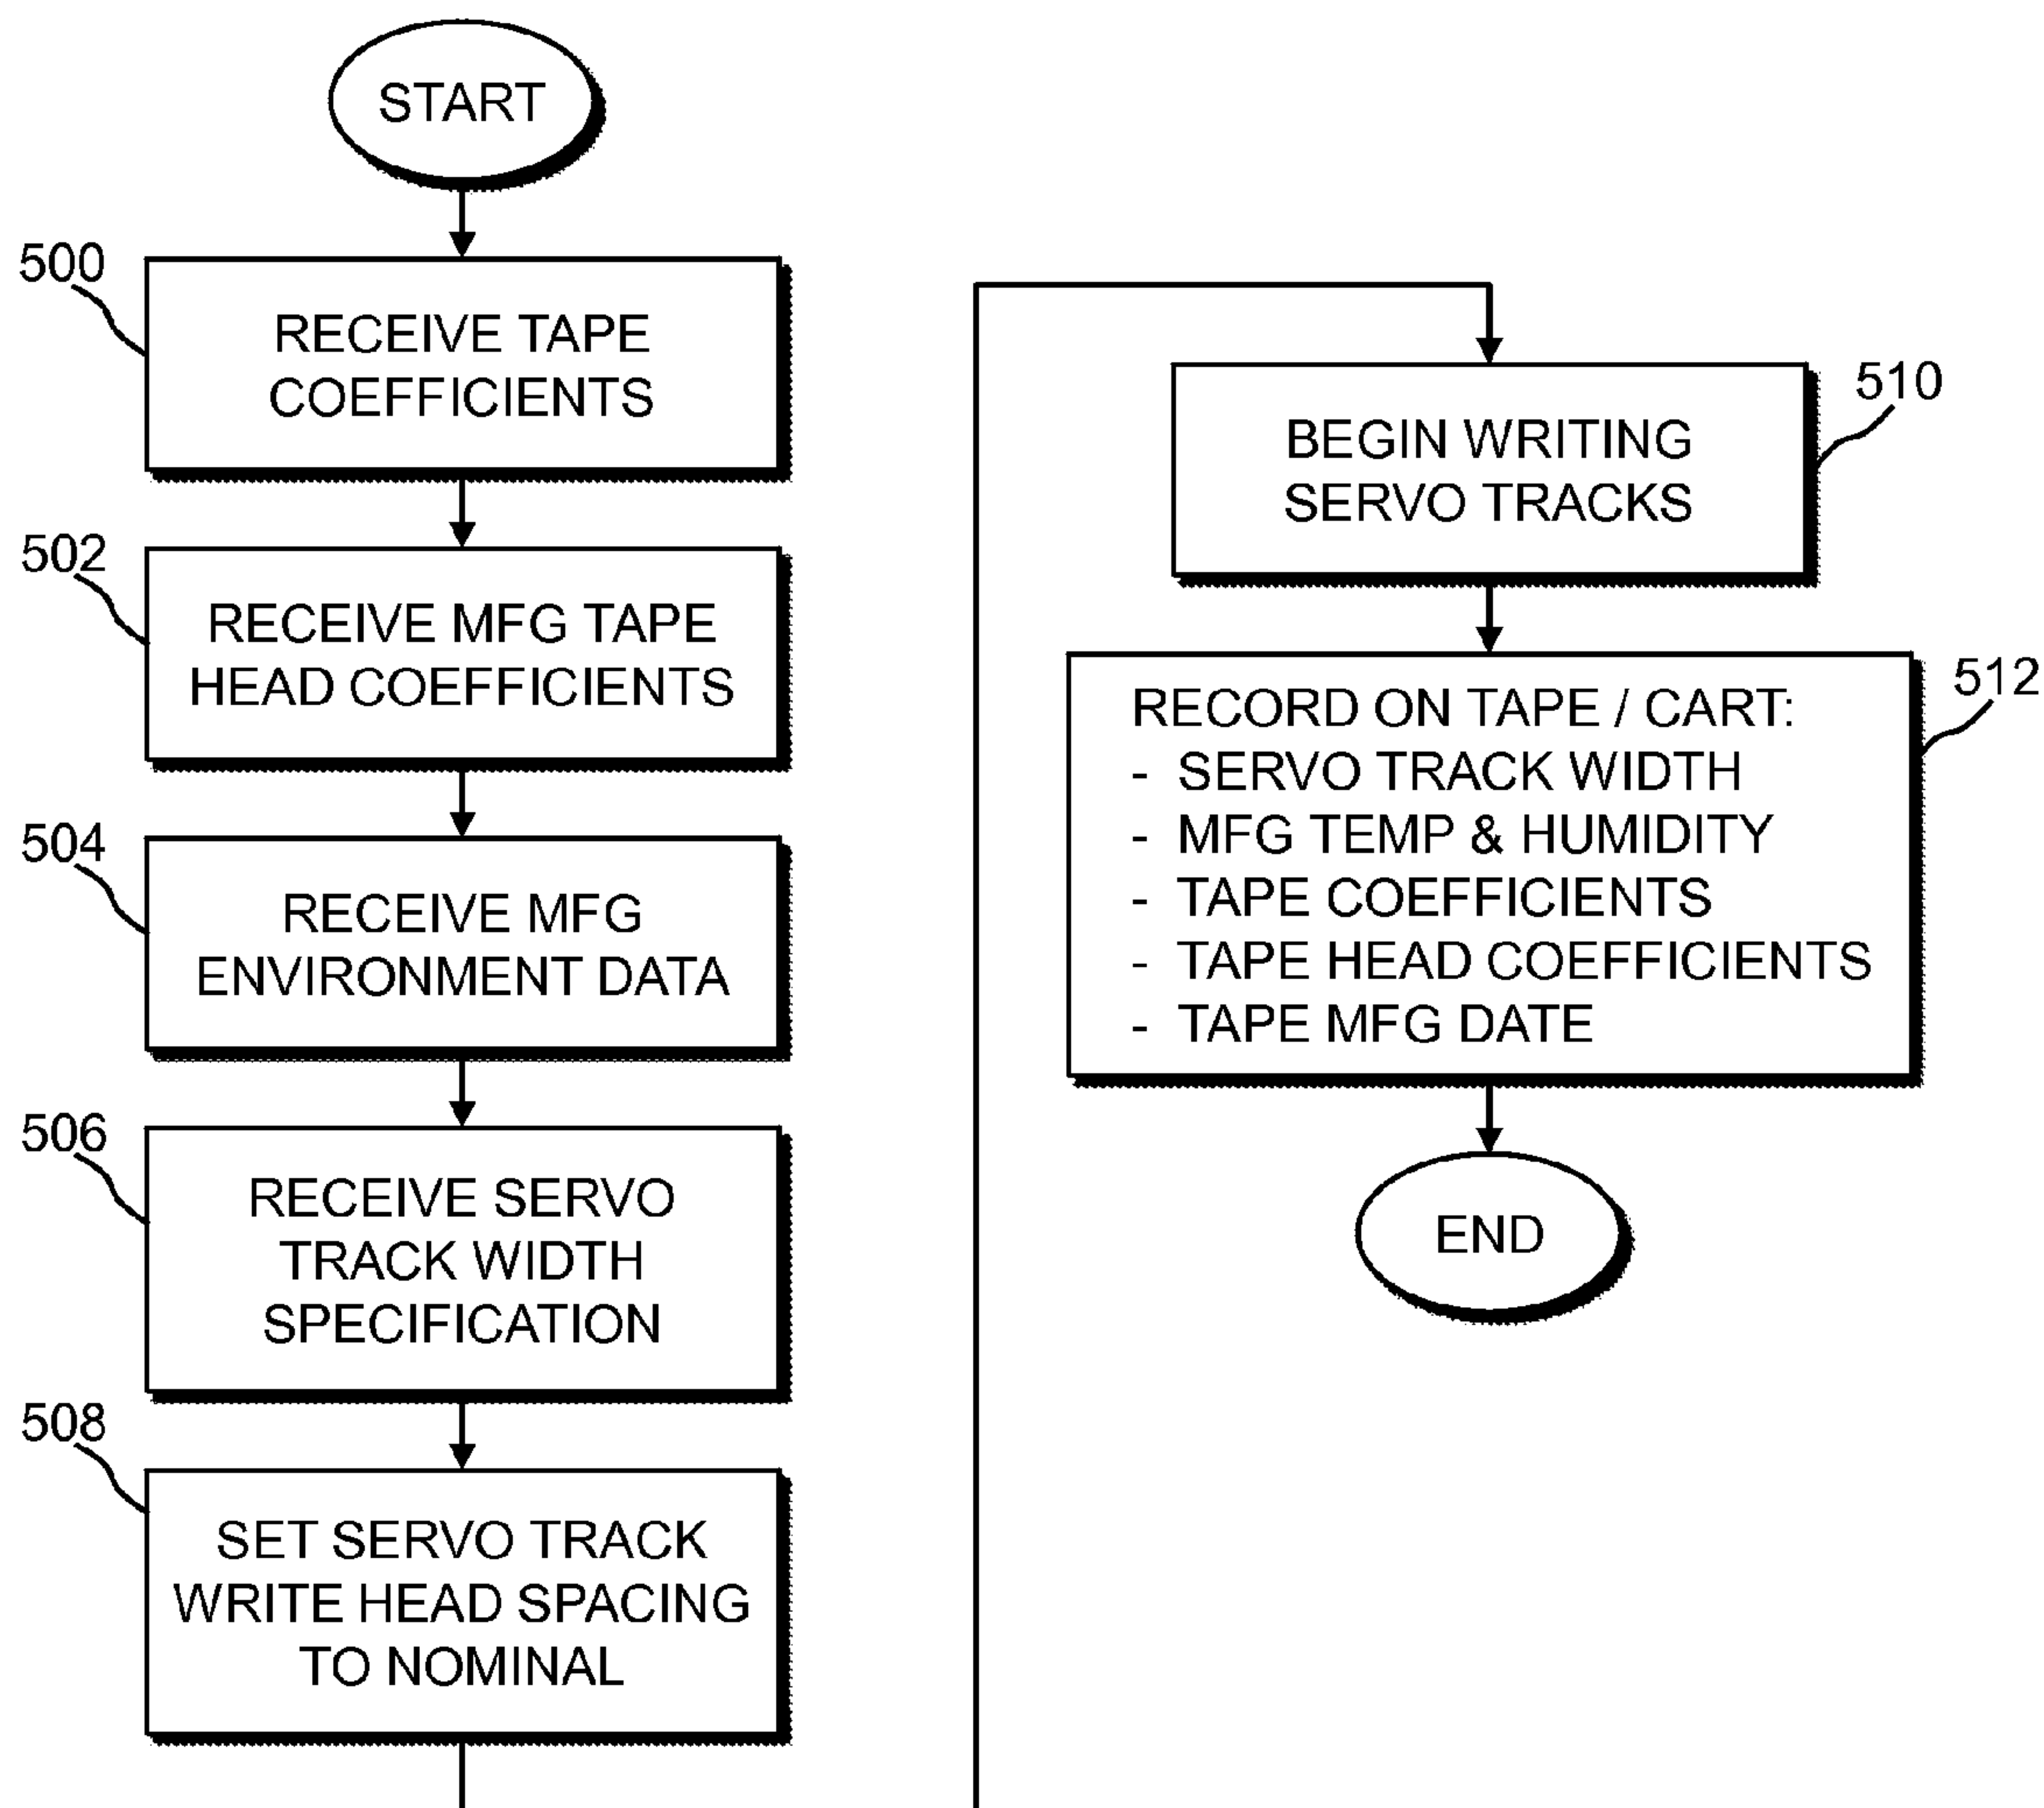 START
500
RECEIVE TAPE
COEFFICIENTS
502
RECEIVE MFG TAPE
HEAD COEFFICIENTS
504
RECEIVE MFG
ENVIRONMENT DATA
506
RECEIVE SERVO
TRACK WIDTH
SPECIFICATION
508
SET SERVO TRACK
WRITE HEAD SPACING
TO NOMINAL
510
BEGIN WRITING
SERVO TRACKS
512
RECORD ON TAPE / CART:
- SERVO TRACK WIDTH
- MFG TEMP & HUMIDITY
- TAPE COEFFICIENTS
- TAPE HEAD COEFFICIENTS
- TAPE MFG DATE
END